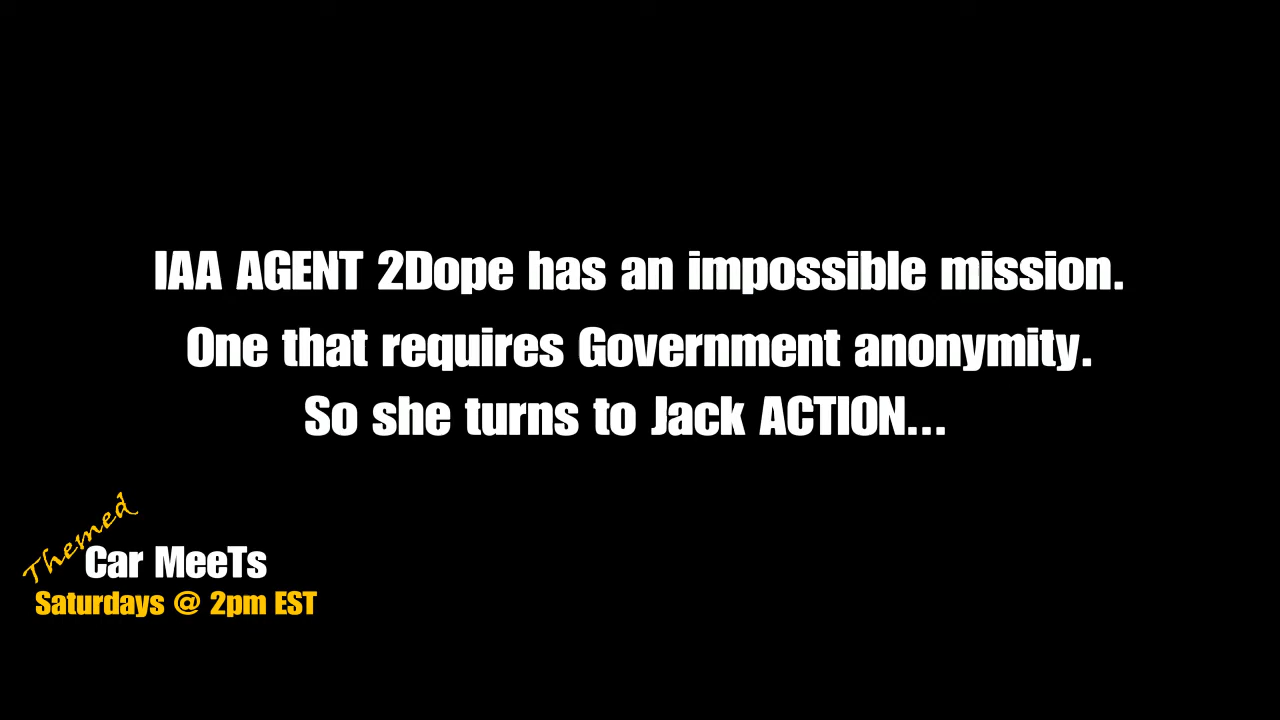 IAA AGENT 2Dope has an impossible mission.
One that requires Government anonymity.
So she turns to Jack ACTION...
Themed
Car MeeTs
Saturdays @ 2pm EST